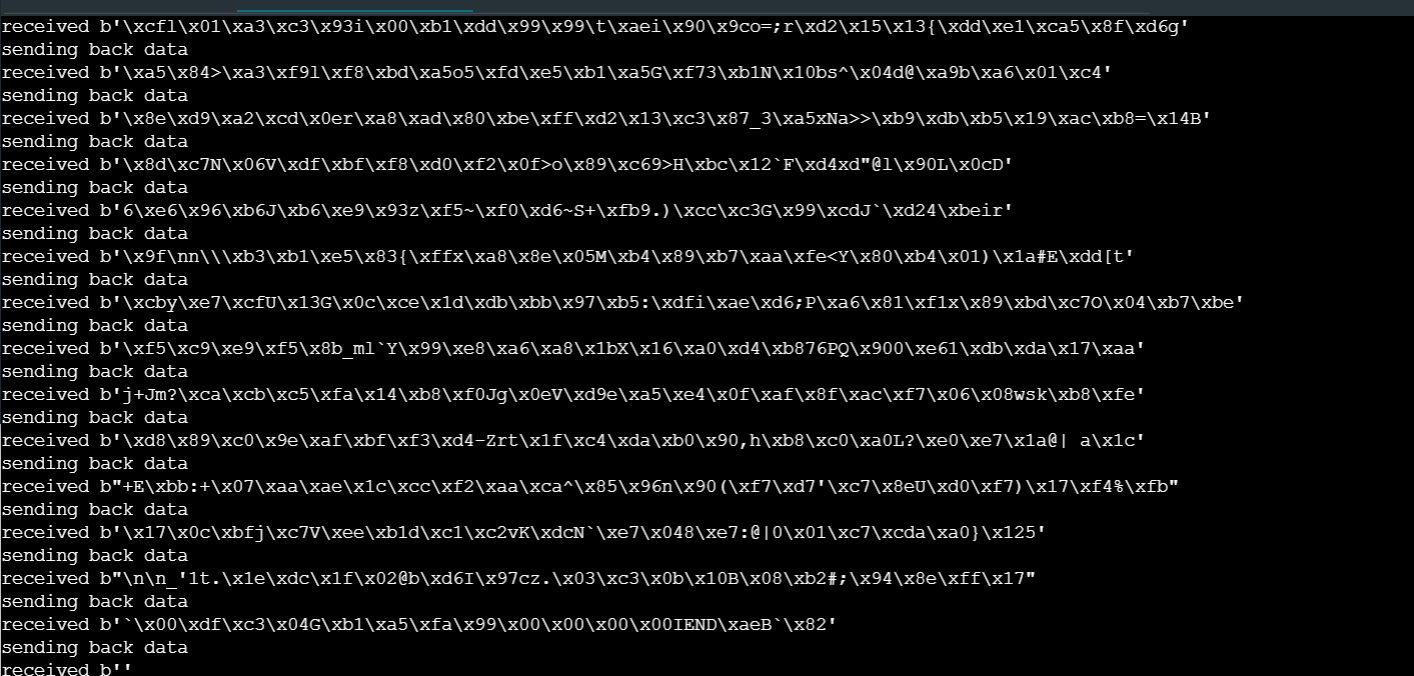 received b'\xcfl\x01\xa3\xc3\x93i\x00\xb1\xdd\x99\x99\t\xaei\x90\x9co=;r\xd2\x15\x13{\xdd\xe1\xca5\x8f\xd6g'
sending back data
received b'\xa5\x84>\xa3\xf9l\xf8\xbd\xa5o5\xfd\xe5\xb1\xa5G\xf73\xb1N\x10bs^\x04d@\xa9b\xa6\x01\xc4'
sending back data
received b'\x8e\xd9\xa2\xcd\x0er\xa8\xad\x80\xbe\xff\xd2\x13\xc3\x87_3\xa5xNa>>\xb9\xdb\xb5\x19\xac\xb8=\x14B'
sending back data
received b'\x8d\xc7N\x06V\xdf\xbf\xf8\xd0\xf2\x0f>o\x89\xc69>H\xbc\x12`F\xd4xd"@l\x90L\x0cD'
sending back data
received b'6\xe6\x96\xb6J\xb6\xe9\x93z\xf5~\xf0\xd6~S+\xfb9.)\xcc\xc3G\x99\xcdJ`\xd24\xbeir'
sending back data
received b'\x9f\nn\\\xb3\xb1\xe5\x83{\xffx\xa8\x8e\x05M\xb4\x89\xb7\xaa\xfe<Y\x80\xb4\x01)\x1a#E\xdd[t'
sending back data
received b'\xcby\xe7\xcfU\x13G\x0c\xce\x1d\xdb\xbb\x97\xb5:\xdfi\xae\xd6;P\xa6\x81\xf1x\x89\xbd\xc7O\x04\xb7\xbe'
sending back data
received b'\xf5\xc9\xe9\xf5\x8b_ml`Y\x99\xe8\xa6\xa8\x1bX\x16\xa0\xd4\xb876PQ\x900\xe61\xdb\xda\x17\xaa'
sending back data
received b'j+Jm?\xca\xcb\xc5\xfa\x14\xb8\xf0Jg\x0eV\xd9e\xa5\xe4\x0f\xaf\x8f\xac\xf7\x06\x08wsk\xb8\xfe'
sending back data
received b'\xd8\x89\xc0\x9e\xaf\xbf\xf3\xd4-Zrt\x1f\xc4\xda\xb0\x90,h\xb8\xc0\xa0L?\xe0\xe7\x1a@| a\x1c'
sending back data
received b"+E\xbb:+\x07\xaa\xae\x1c\xcc\xf2\xaa\xca^\x85\x96n\x90(\xf7\xd7'\xc7\x8eU\xd0\xf7)\x17\xf4%\xfb"
sending back data
received b'\x17\x0c\xbfj\xc7V\xee\xb1d\xc1\xc2vK\xdcN`\xe7\x048\xe7:@|0\x01\xc7\xcda\xa0}\x125'
sending back data
received b"\n\n_'1t.\x1e\xdc\x1f\x02@b\xd6I\x97cz.\x03\xc3\x0b\x10B\x08\xb2#;\x94\x8e\xff\x17"
sending back data
received b'`\x00\xdf\xc3\x04G\xb1\xa5\xfa\x99\x00\x00\x00\x00IEND\xaeB`\x82'
sending back data
received b''